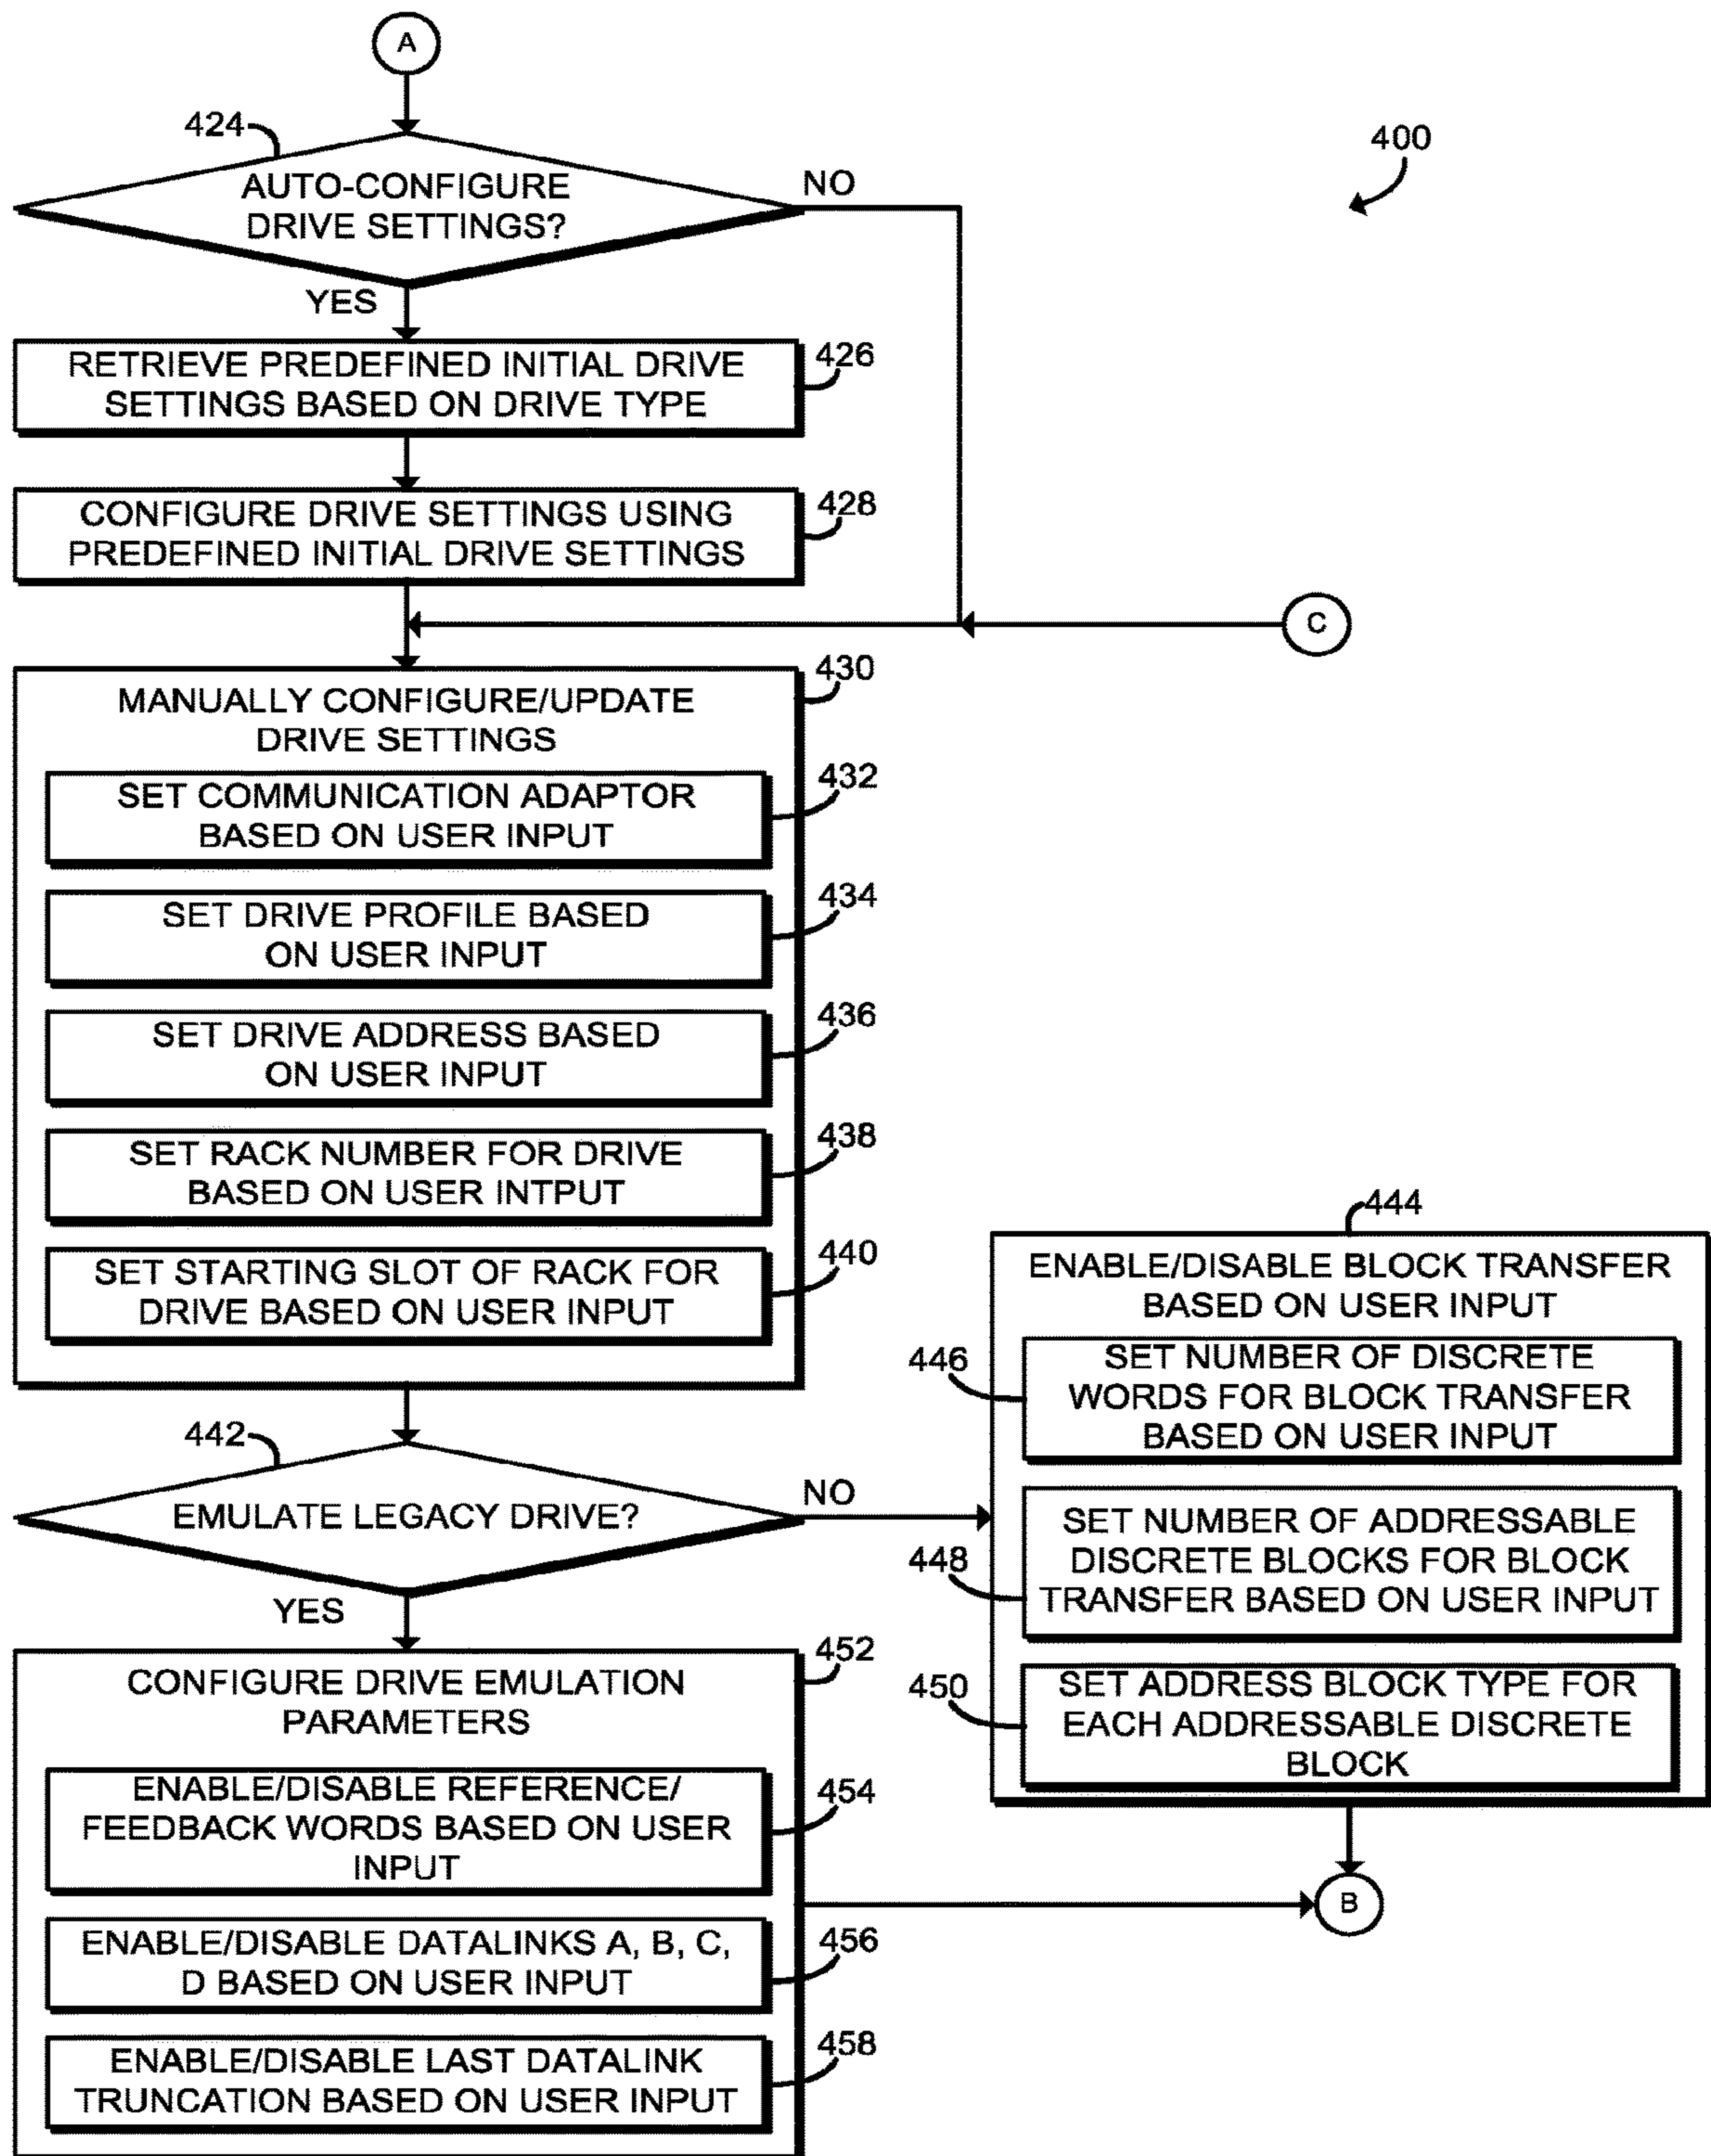 A
424
400
AUTO-CONFIGURE
DRIVE SETTINGS?
NO
YES
RETRIEVE PREDEFINED INITIAL DRIVE
SETTINGS BASED ON DRIVE TYPE
426
CONFIGURE DRIVE SETTINGS USING
PREDEFINED INITIAL DRIVE SETTINGS
428
C
430
MANUALLY CONFIGURE/UPDATE
DRIVE SETTINGS
432
SET COMMUNICATION ADAPTOR
BASED ON USER INPUT
434
SET DRIVE PROFILE BASED
ON USER INPUT
436
SET DRIVE ADDRESS BASED
ON USER INPUT
438
SET RACK NUMBER FOR DRIVE
BASED ON USER INTPUT
440
SET STARTING SLOT OF RACK FOR
DRIVE BASED ON USER INPUT
442
EMULATE LEGACY DRIVE?
NO
YES
444
ENABLE/DISABLE BLOCK TRANSFER
BASED ON USER INPUT
446
SET NUMBER OF DISCRETE
WORDS FOR BLOCK TRANSFER
BASED ON USER INPUT
448
SET NUMBER OF ADDRESSABLE
DISCRETE BLOCKS FOR BLOCK
TRANSFER BASED ON USER INPUT
450
SET ADDRESS BLOCK TYPE FOR
EACH ADDRESSABLE DISCRETE
BLOCK
452
CONFIGURE DRIVE EMULATION
PARAMETERS
454
ENABLE/DISABLE REFERENCE/
FEEDBACK WORDS BASED ON USER
INPUT
456
ENABLE/DISABLE DATALINKS A, B, C,
D BASED ON USER INPUT
458
ENABLE/DISABLE LAST DATALINK
TRUNCATION BASED ON USER INPUT
B